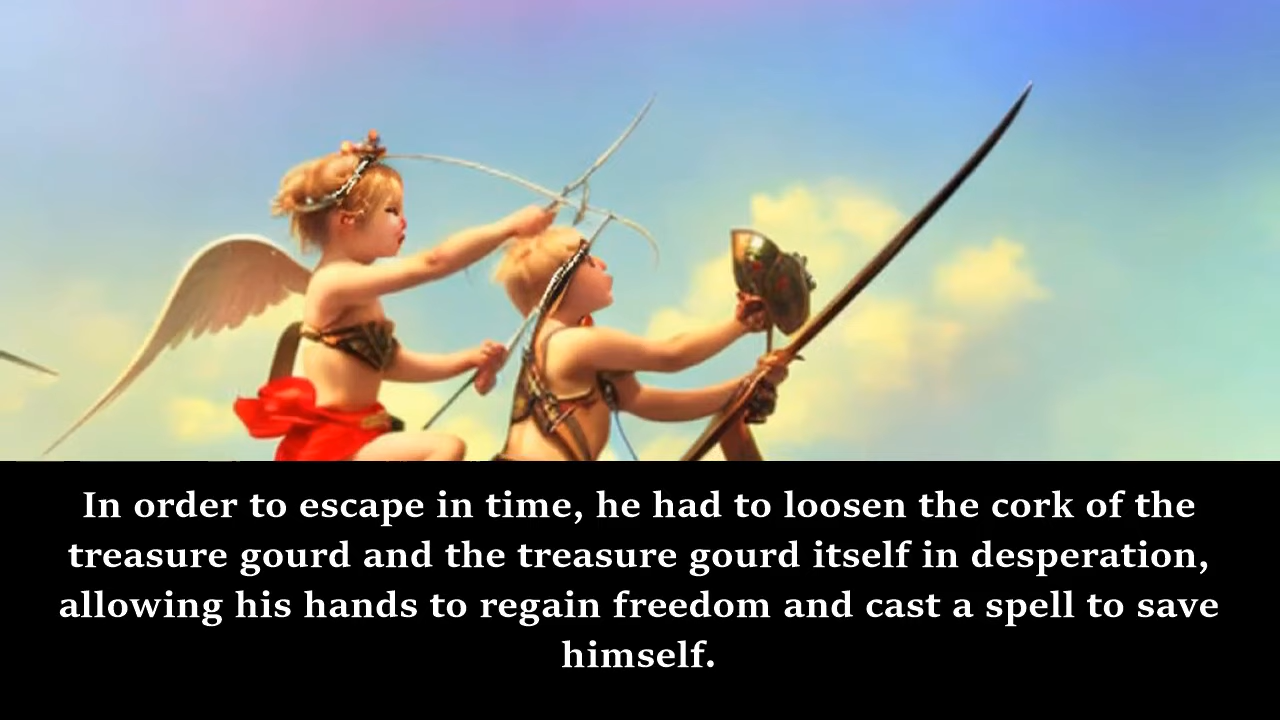 In order to escape in time, he had to loosen the cork of the
treasure gourd and the treasure gourd itself in desperation,
allowing his hands to regain freedom and cast a spell to save
himself.